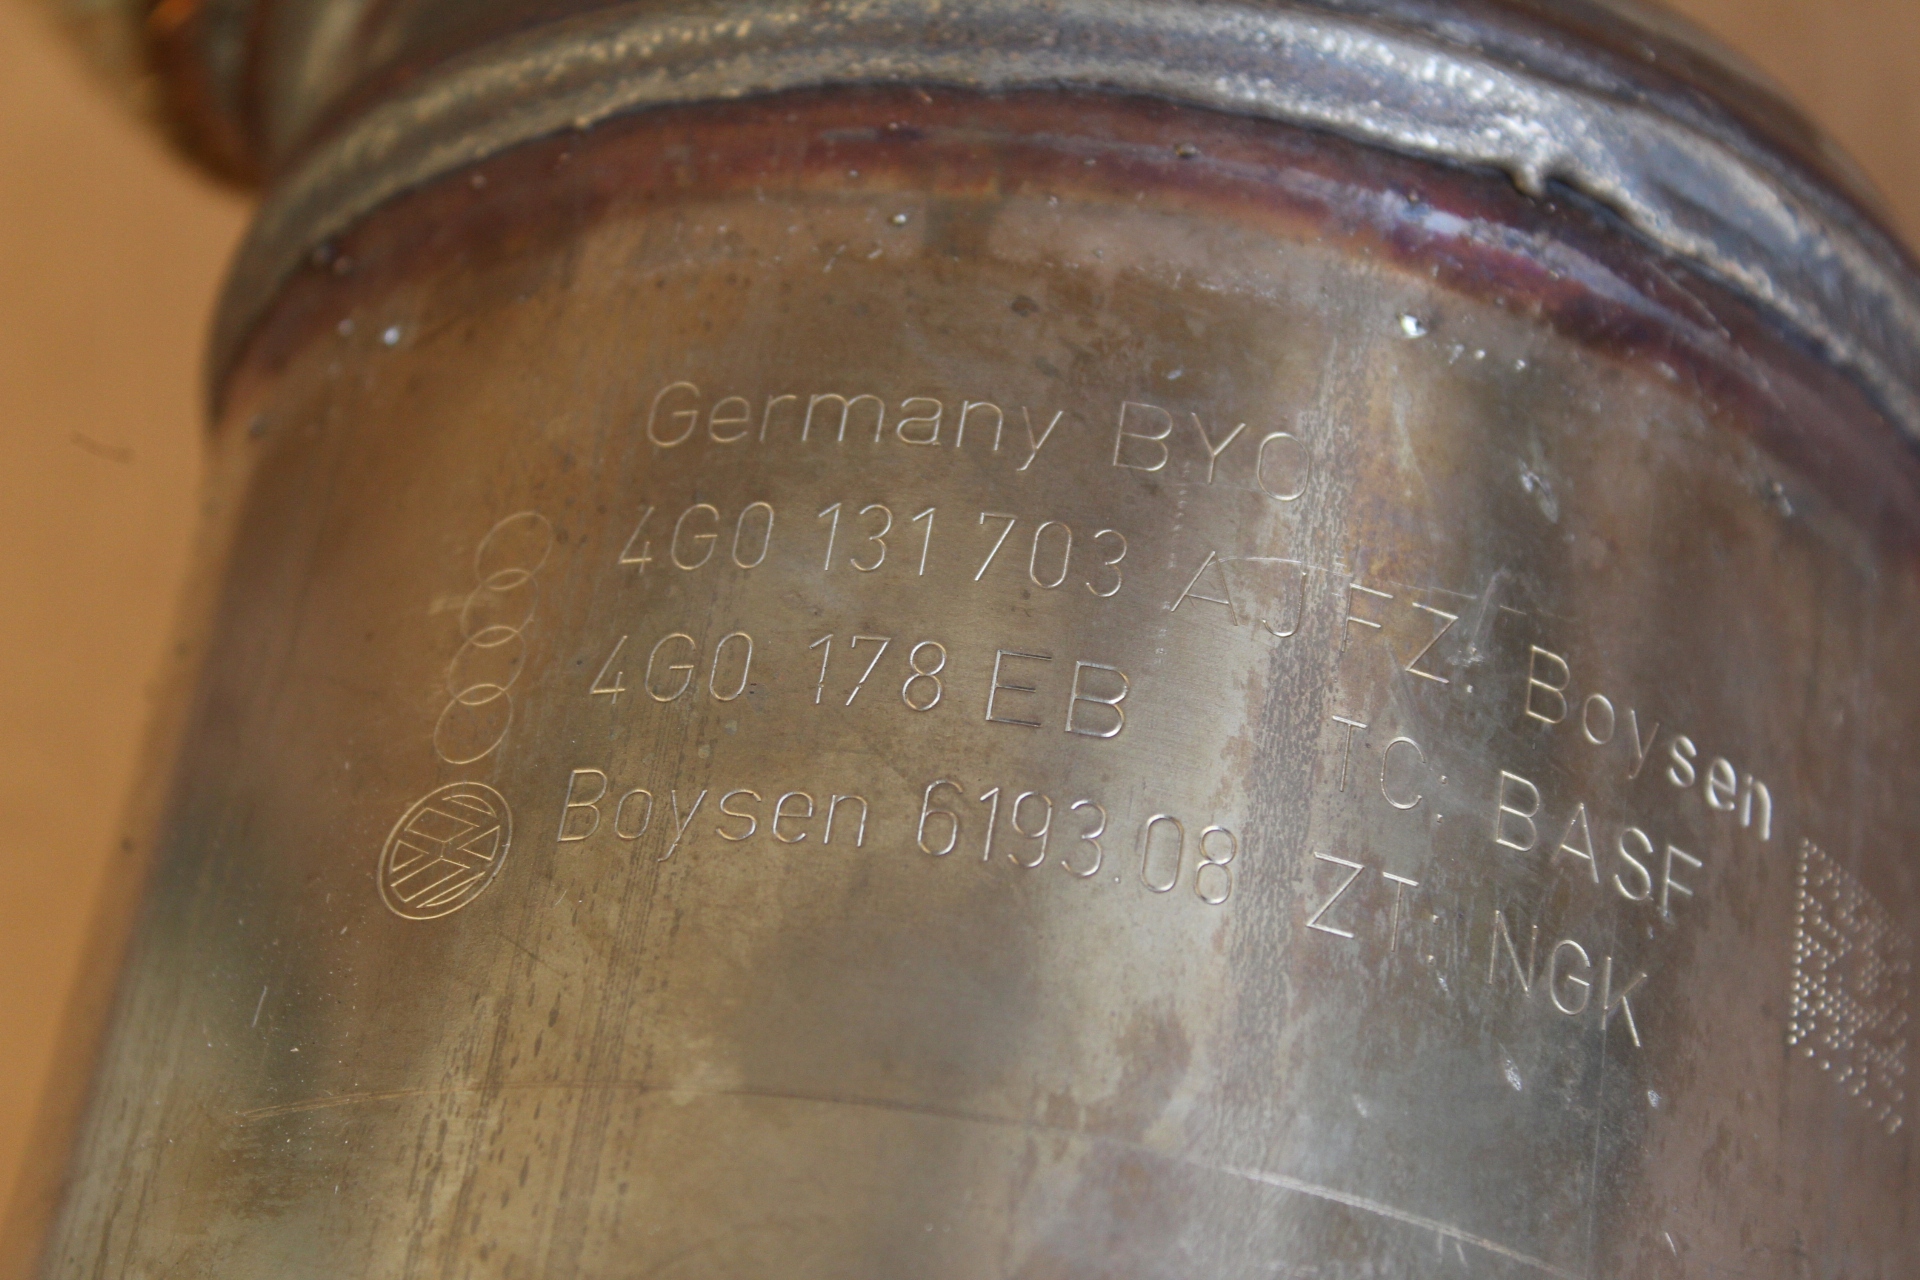 Germany BYO
4G0 131 703 AJ FZ: Boysen
4G0 178 EB TC: BASF
Boysen 6193.08 ZT: NGK